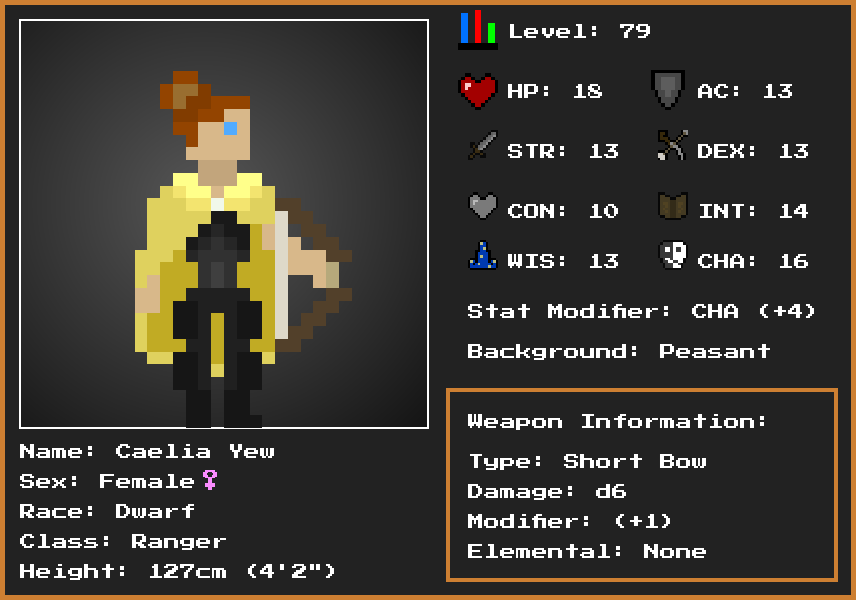 Level: 79
HP: 18 AC: 13
STR: 13 DEX: 13
CON: 10 INT: 14
WIS: 13 CHA: 16
Stat Modifier: CHA (+4)
Background: Peasant
Weapon Information:
Type: Short Bow
Damage: d6
Modifier: (+1)
Elemental: None
Name: Caelia Yew
Sex: Female♀
Race: Dwarf
Class: Ranger
Height: 127cm (4'2")